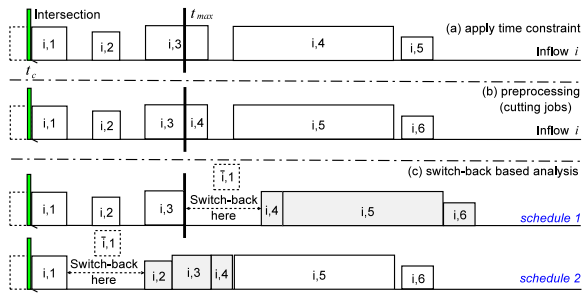 Intersection
t_max
(a) apply time constraint
i,1
i,2
i,3
i,4
i,5
Inflow i
t_c
(b) preprocessing
(cutting jobs)
i,1
i,2
i,3
i,4
i,5
i,6
Inflow i
(c) switch-back based analysis
ī,1
Switch-back
here
i,1
i,2
i,3
i,4
i,5
i,6
schedule 1
ī,1
Switch-back
here
i,1
i,2
i,3
i,4
i,5
i,6
schedule 2